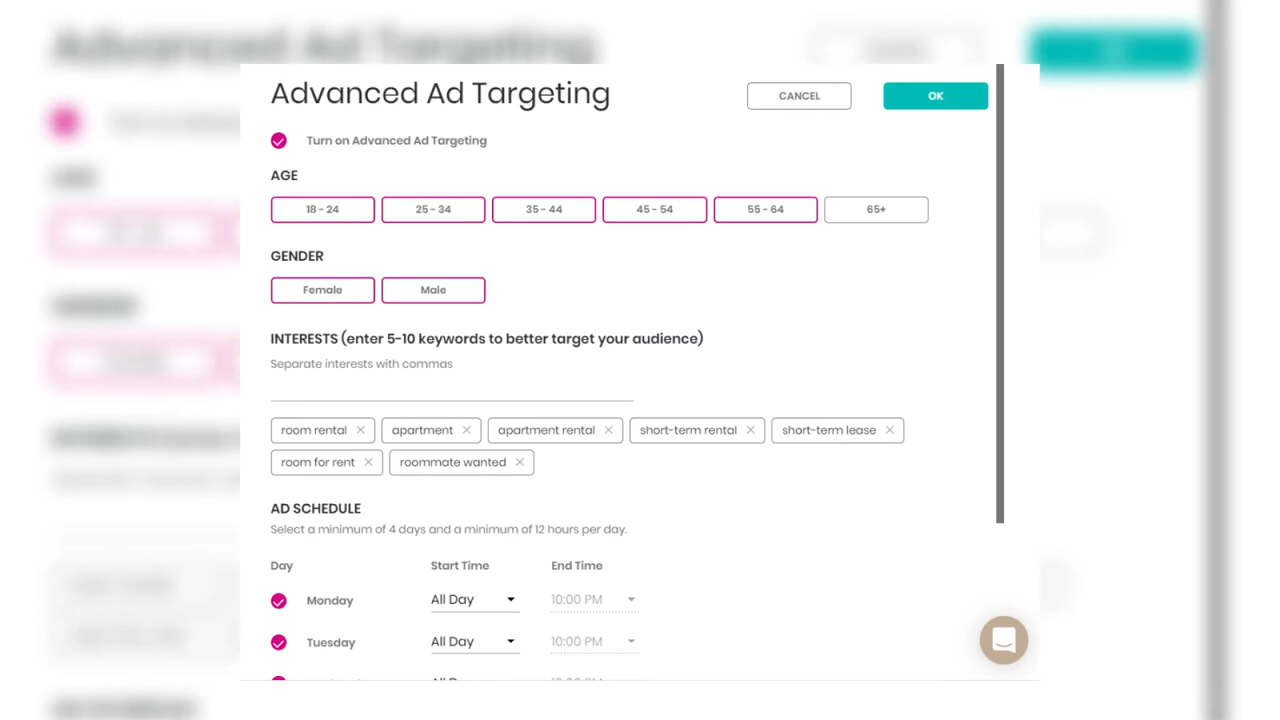 Advanced Ad Targeting
CANCEL
OK
Turn on Advanced Ad Targeting
AGE
18 - 24 25 - 34 35 - 44 45 - 54 55 - 64 65+
GENDER
Female Male
INTERESTS (enter 5-10 keywords to better target your audience)
Separate interests with commas
room rental apartment apartment rental short-term rental short-term lease
room for rent roommate wanted
AD SCHEDULE
Select a minimum of 4 days and a minimum of 12 hours per day.
Day Start Time End Time
Monday All Day 10:00 PM
Tuesday All Day 10:00 PM